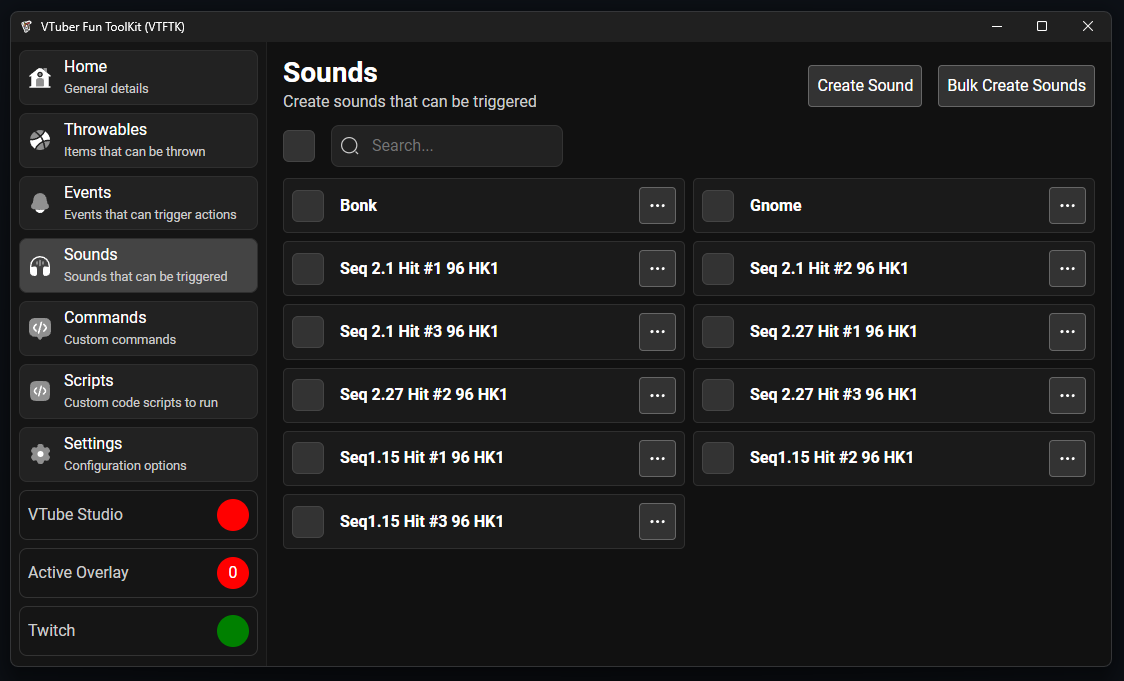 VTuber Fun ToolKit (VTFTK)
Home
General details
Throwables
Items that can be thrown
Events
Events that can trigger actions
Sounds
Sounds that can be triggered
Commands
Custom commands
Scripts
Custom code scripts to run
Settings
Configuration options
VTube Studio
Active Overlay 0
Twitch
Sounds
Create sounds that can be triggered
Create Sound
Bulk Create Sounds
Search...
Bonk
Gnome
Seq 2.1 Hit #1 96 HK1
Seq 2.1 Hit #2 96 HK1
Seq 2.1 Hit #3 96 HK1
Seq 2.27 Hit #1 96 HK1
Seq 2.27 Hit #2 96 HK1
Seq 2.27 Hit #3 96 HK1
Seq1.15 Hit #1 96 HK1
Seq1.15 Hit #2 96 HK1
Seq1.15 Hit #3 96 HK1